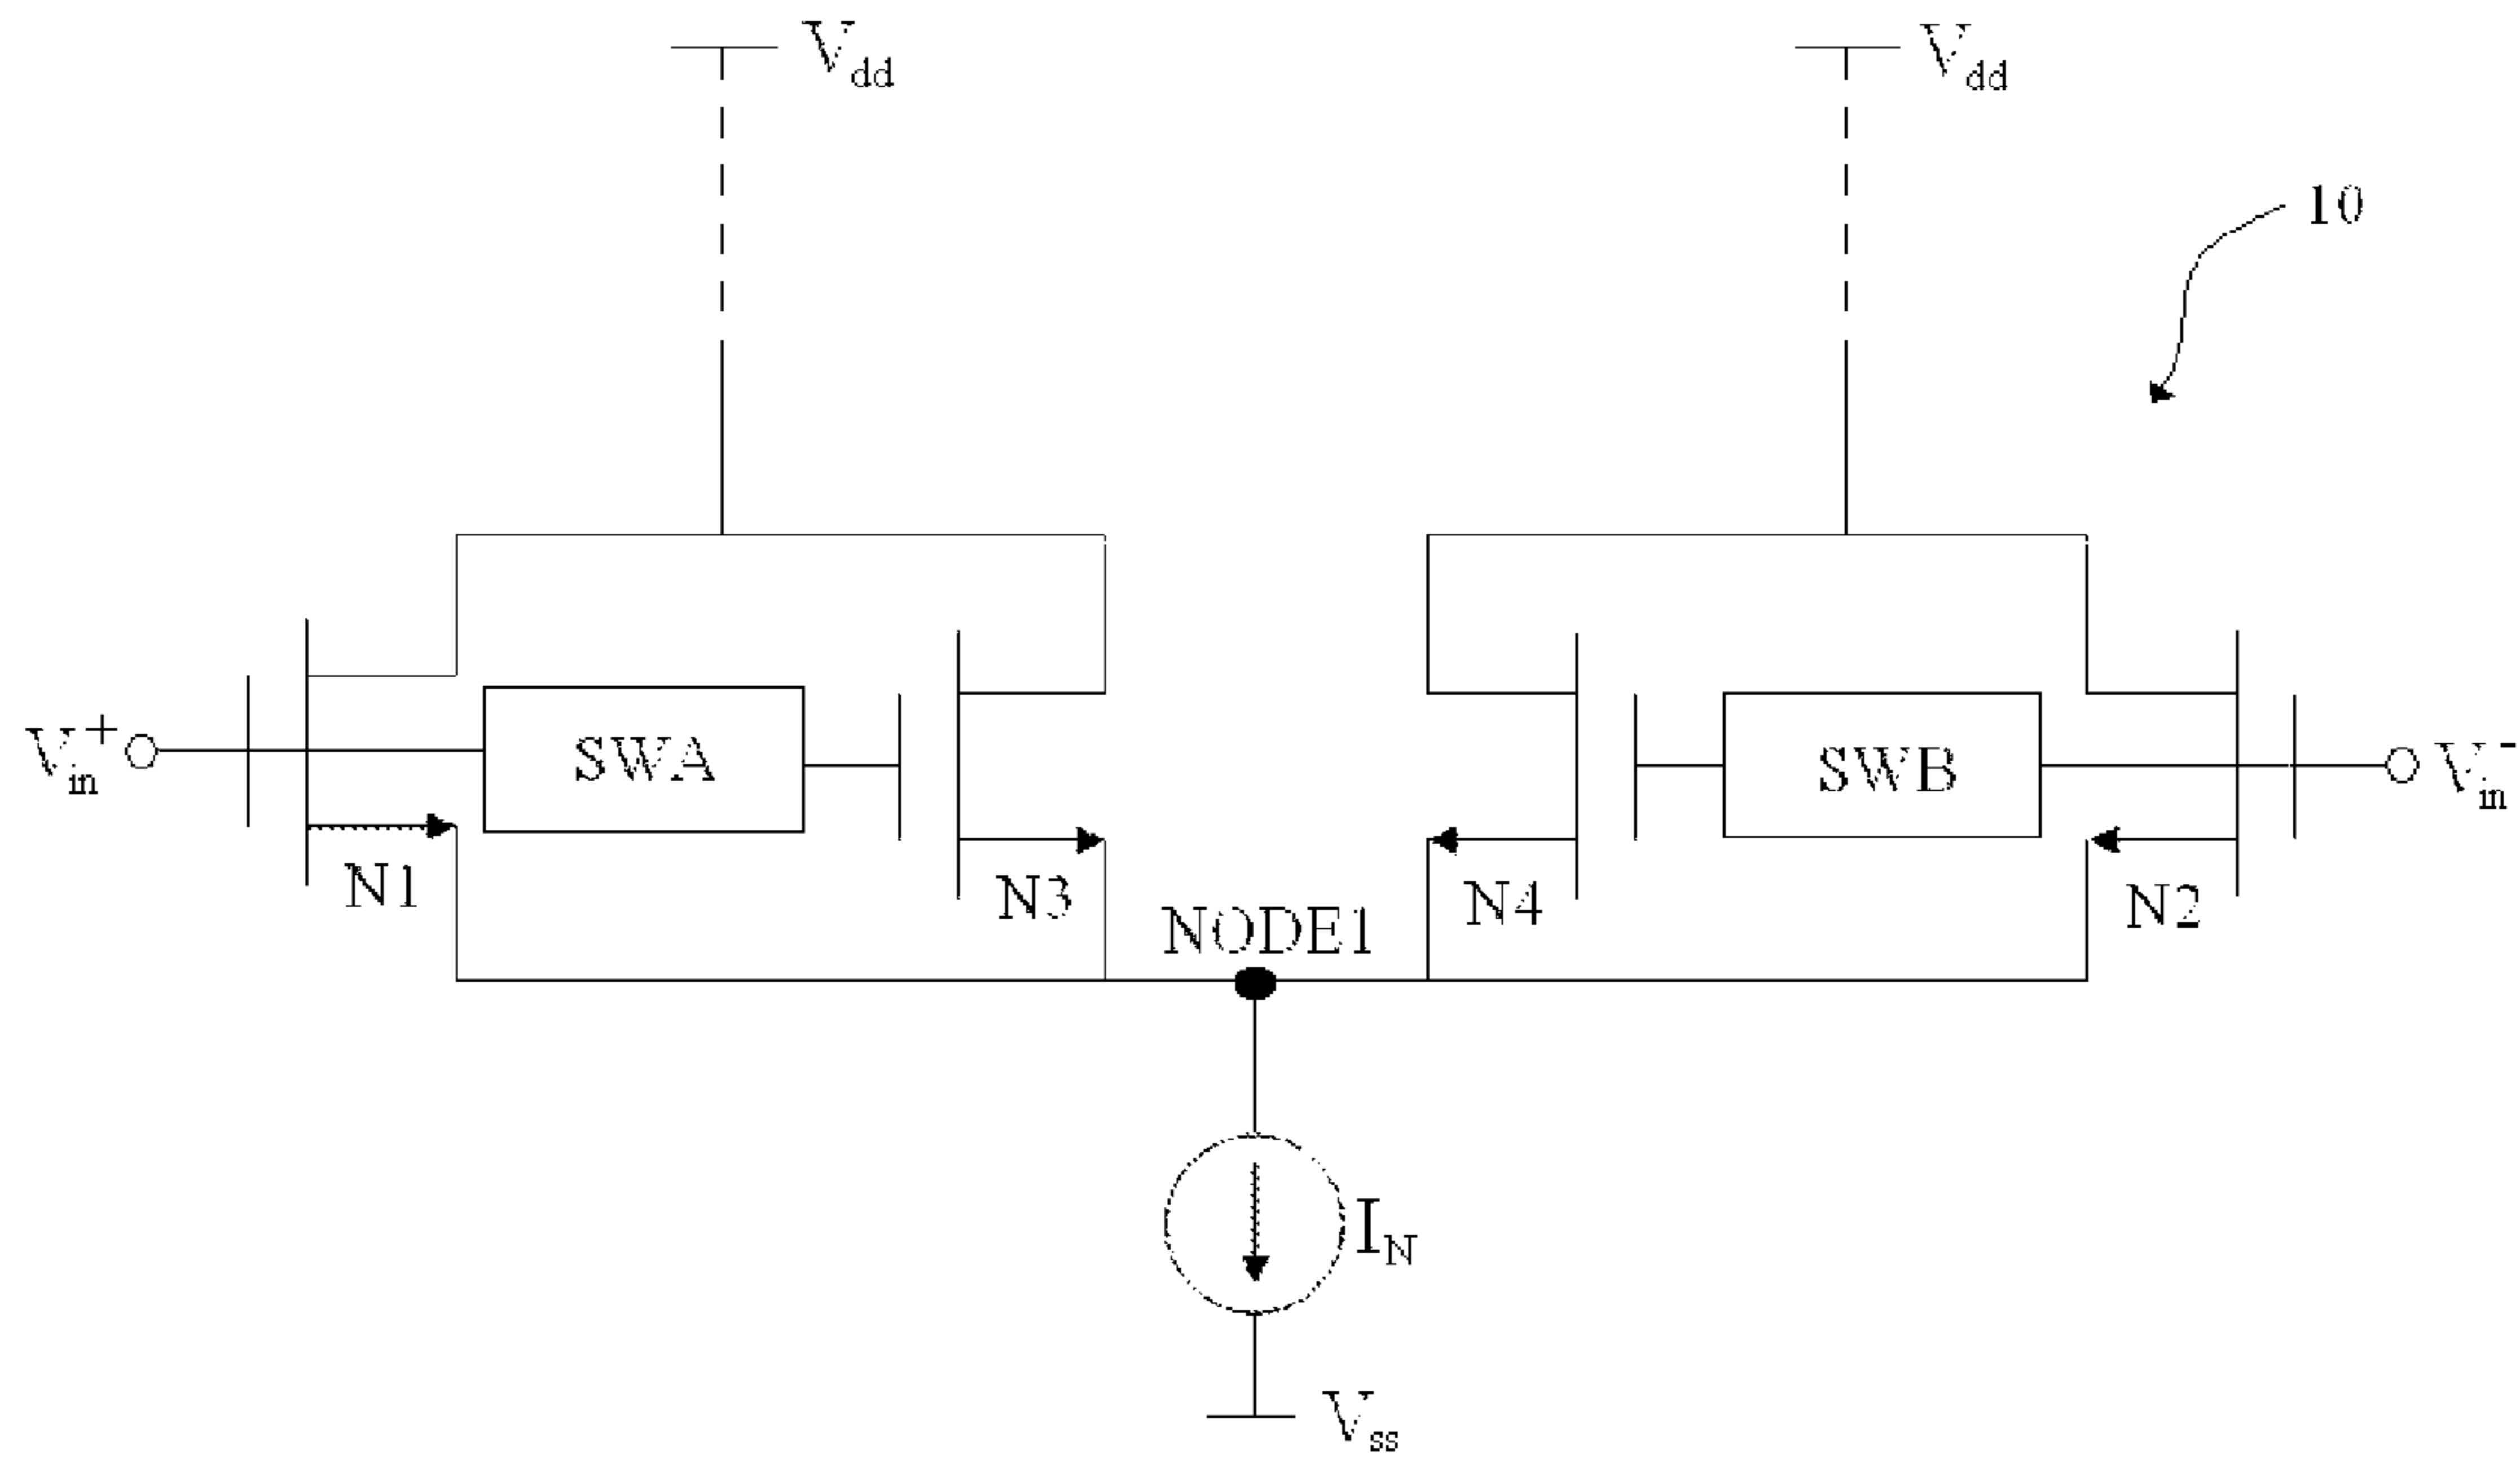 Vdd
Vdd
10
Vin+
SWA
SWB
Vin-
N1
N3
NODE1
N4
N2
IN
Vss